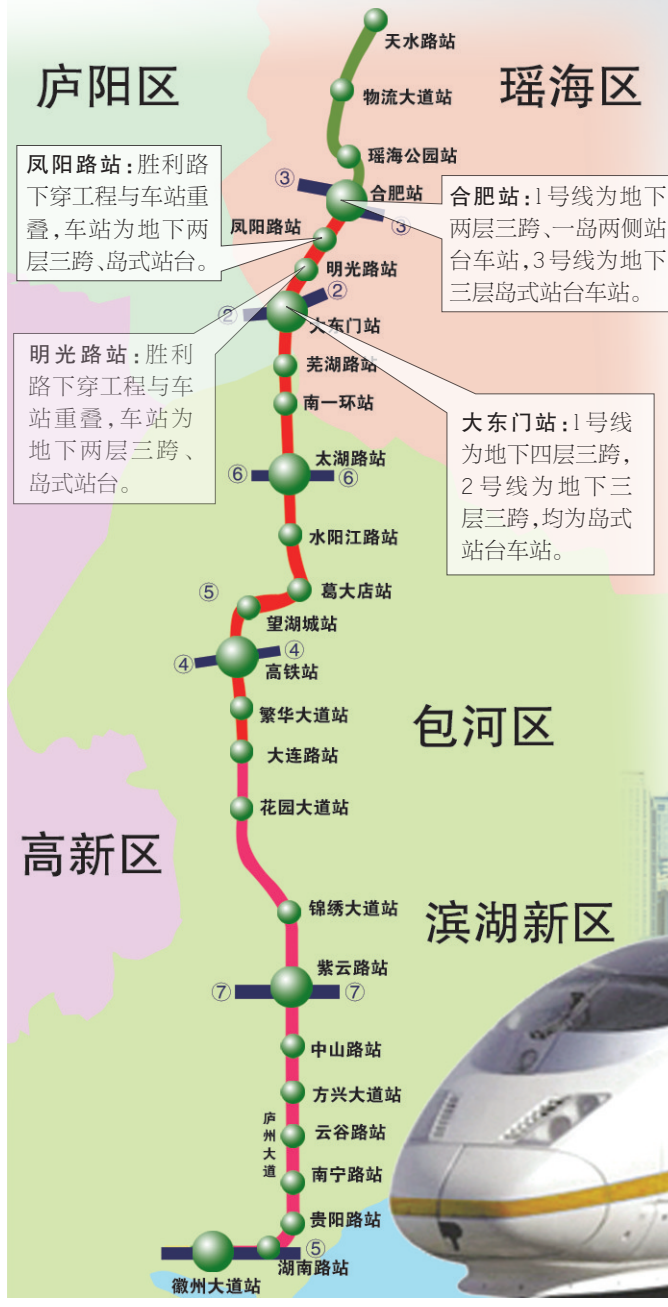 天水路站
庐阳区
瑶海区
物流大道站
瑶海公园站
凤阳路站:胜利路
下穿工程与车站重
叠,车站为地下两
层三跨、岛式站台。
③
合肥站
③
合肥站:1号线为地下
两层三跨、一岛两侧站
台车站,3号线为地下
三层岛式站台车站。
凤阳路站
明光路站
②
②
大东门站
明光路站:胜利
路下穿工程与车
站重叠,车站为
地下两层三跨、
岛式站台。
芜湖路站
南一环站
大东门站:1号线
为地下四层三跨,
2号线为地下三
层三跨,均为岛式
站台车站。
太湖路站
⑥
⑥
水阳江路站
葛大店站
⑤
望湖城站
④
④
高铁站
繁华大道站
包河区
大连路站
花园大道站
高新区
锦绣大道站
滨湖新区
紫云路站
⑦
⑦
中山路站
方兴大道站
庐州大道
云谷路站
南宁路站
贵阳路站
⑤
湖南路站
徽州大道站